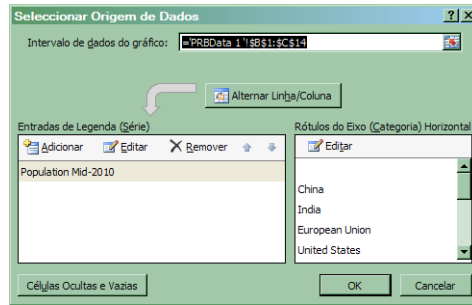 Seleccionar Origem de Dados
Intervalo de dados do gráfico: ='PRBData 1'!$B$1:$C$14
Alternar Linha/Coluna
Entradas de Legenda (Série)
Adicionar Editar Remover
Population Mid-2010
Rótulos do Eixo (Categoria) Horizontal
Editar
China
India
European Union
United States
Células Ocultas e Vazias
OK Cancelar